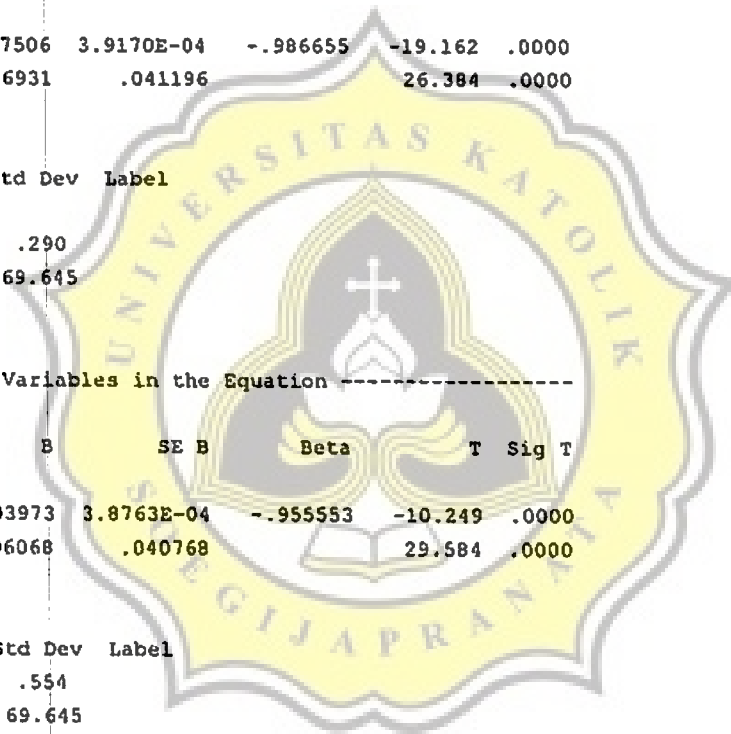 7506 3.9170E-04 -.986655 -19.162 .0000
6931 .041196 26.384 .0000
td Dev Label
.290
69.645
Variables in the Equation ------------------
B SE B Beta T Sig T
3973 3.8763E-04 -.955553 -10.249 .0000
6068 .040768 29.584 .0000
Std Dev Label
.554
69.645
UNIVERSITAS KATOLIK
SOEGIJAPRANATA